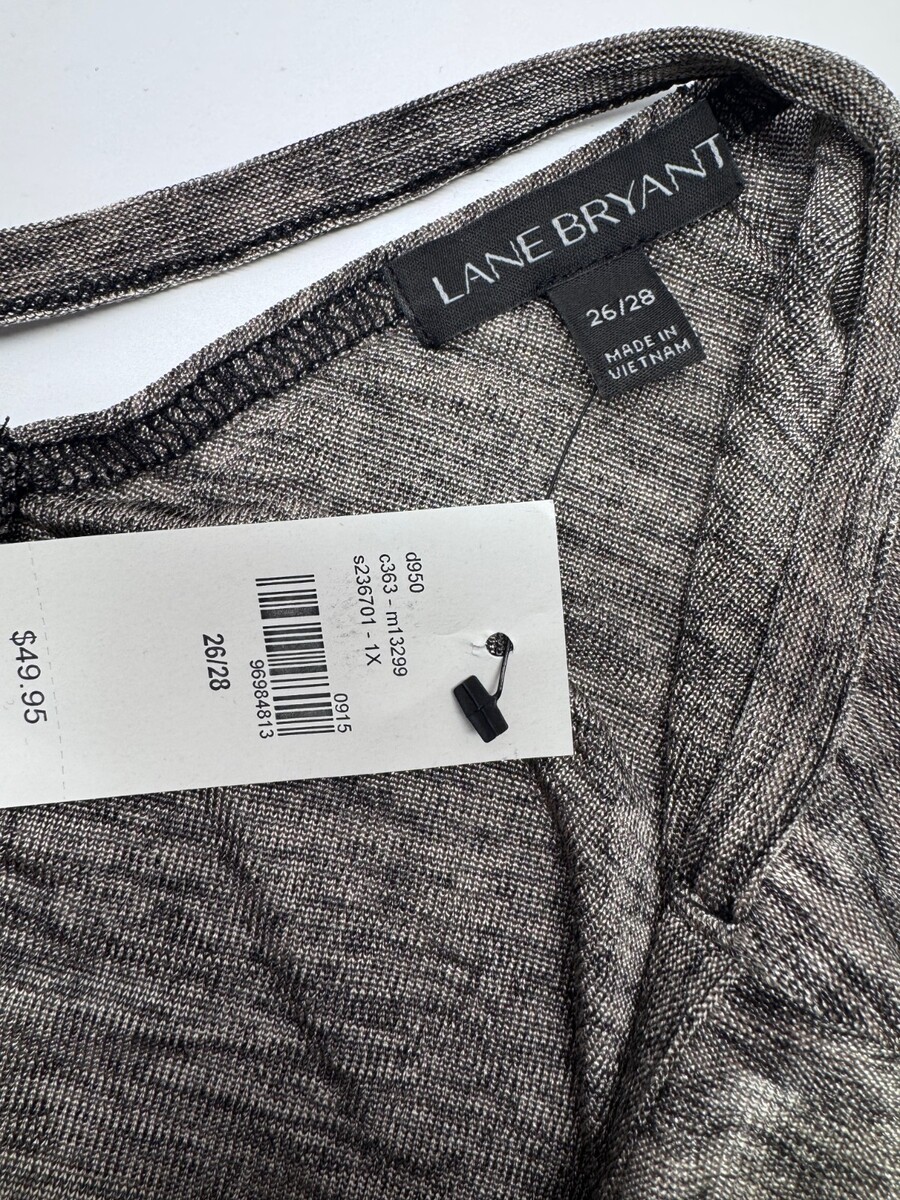 LANE BRYANT
26/28
MADE IN
VIETNAM
d950
c363 - m13299
s236701 - 1X
0915
96984813
26/28
$49.95